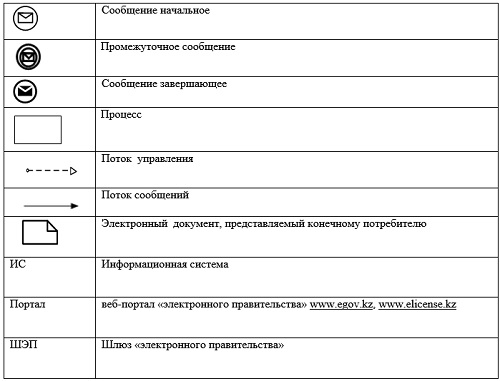 Сообщение начальное
Промежуточное сообщение
Сообщение завершающее
Процесс
Поток управления
Поток сообщений
Электронный документ, представляемый конечному потребителю
ИС Информационная система
Портал веб-портал «электронного правительства» www.egov.kz, www.elicense.kz
ШЭП Шлюз «электронного правительства»